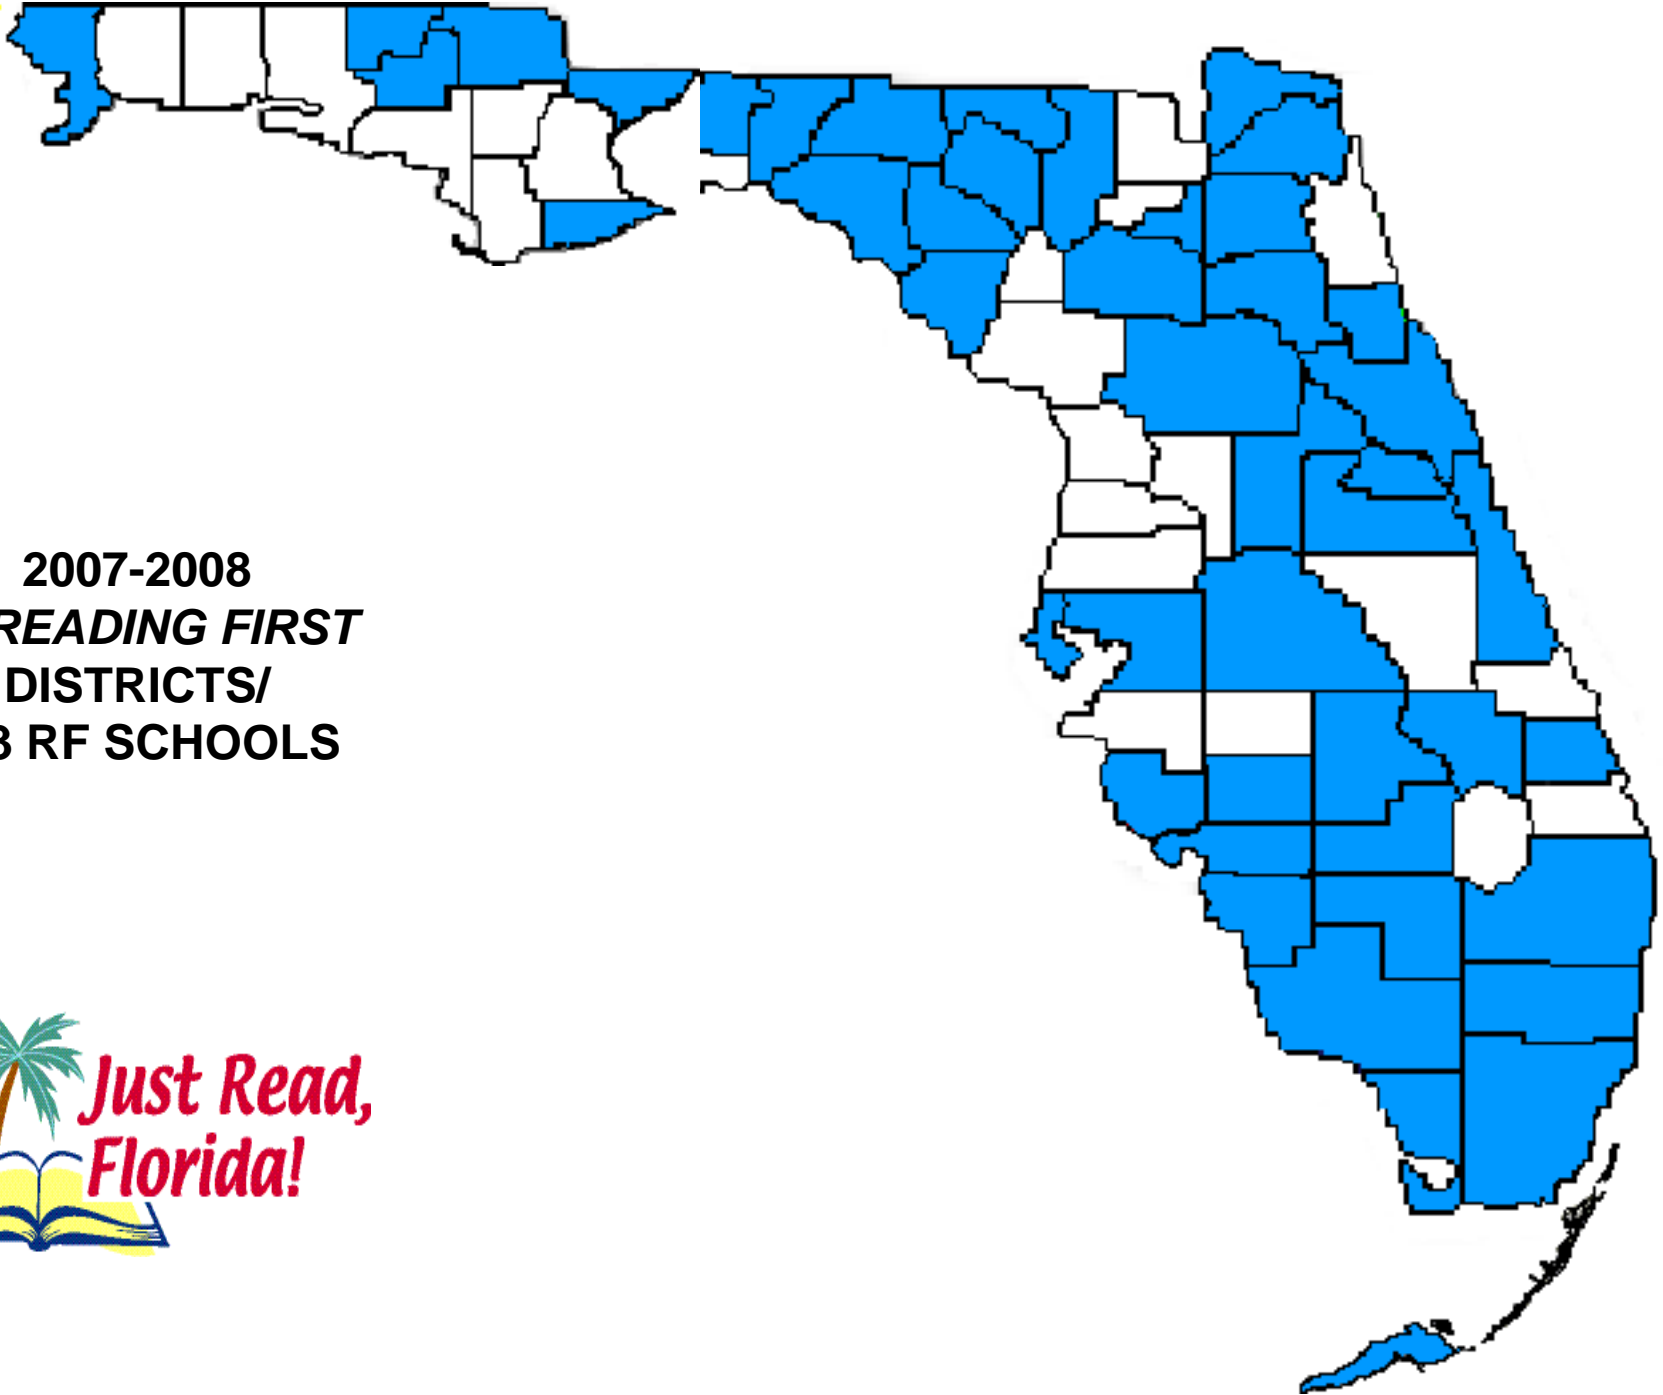 2007-2008
READING FIRST
DISTRICTS/
RF SCHOOLS
Just Read,
Florida!